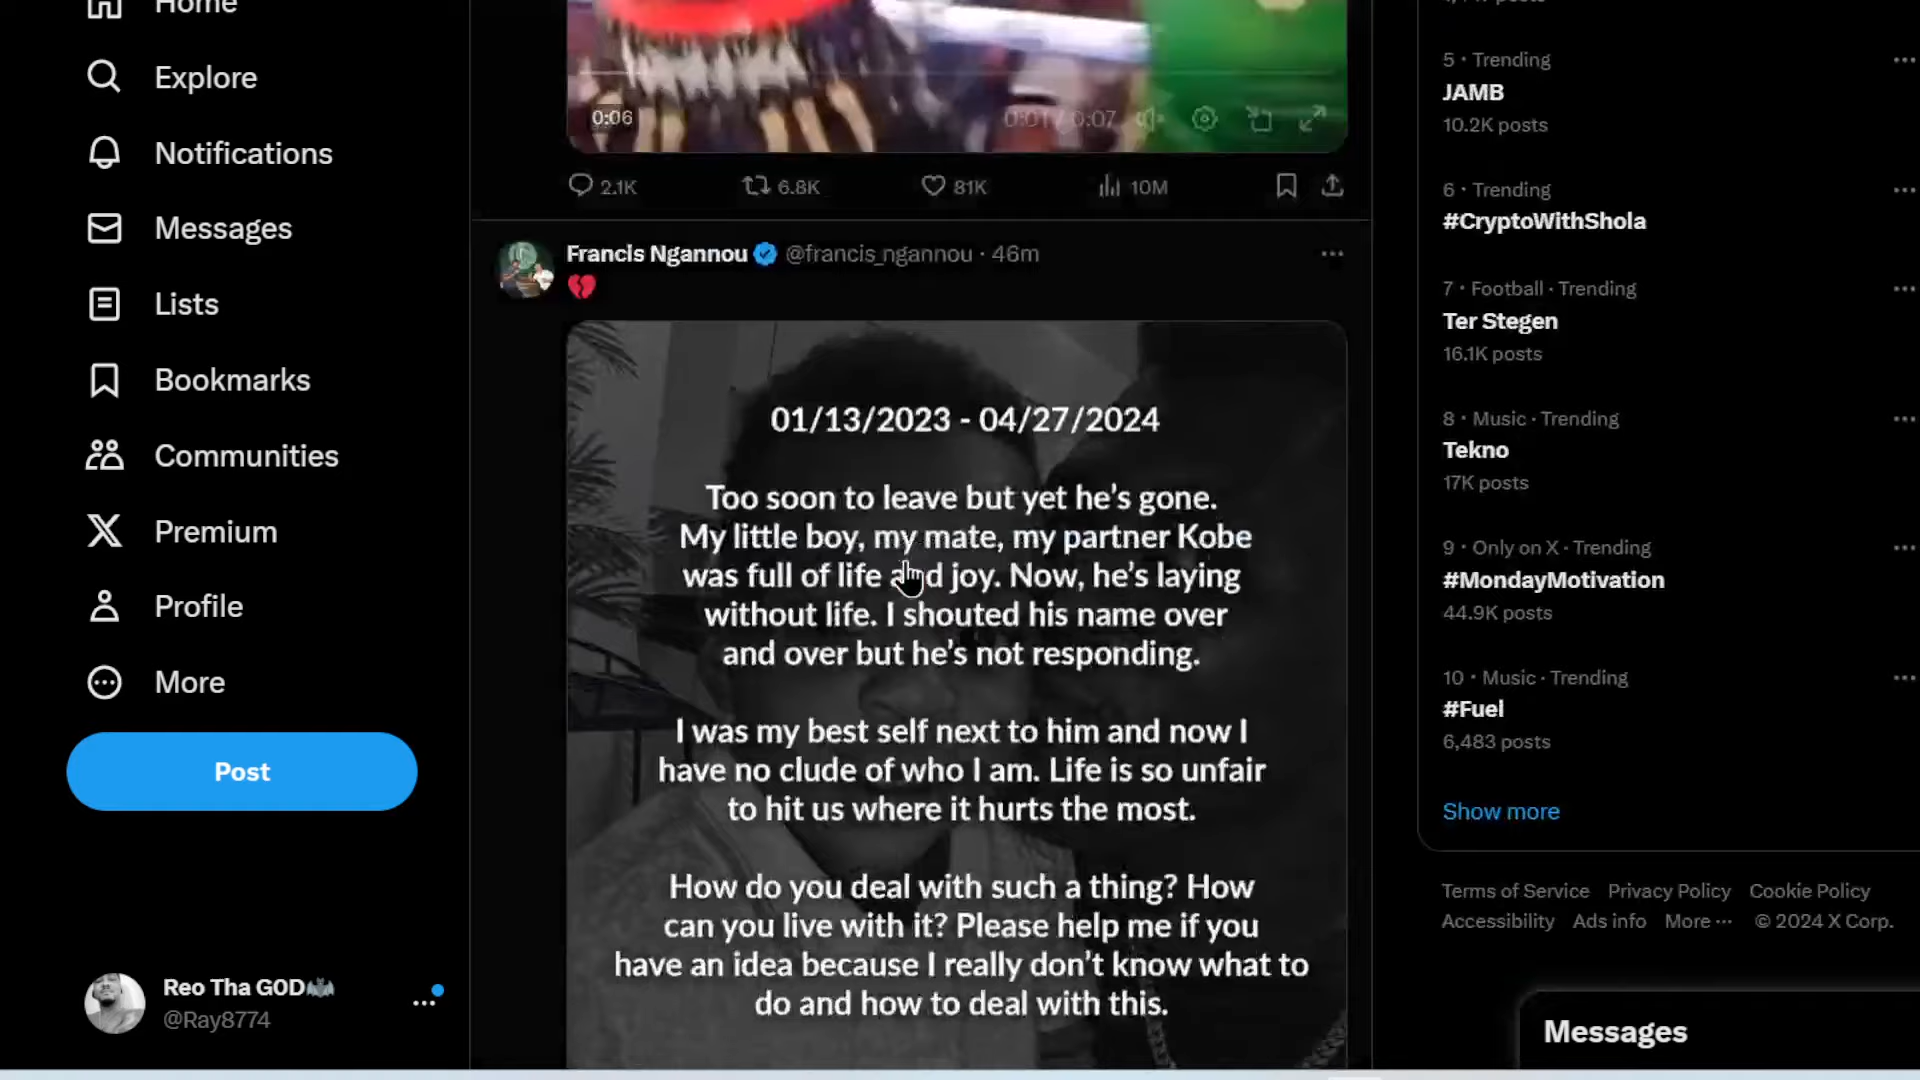 Home
Explore
Notifications
Messages
Lists
Bookmarks
Communities
Premium
Profile
More
Post
Reo Tha GOD🦇
@Ray8774
0:06
0:01 / 0:07
2.1K 6.8K 81K 10M
Francis Ngannou @francis_ngannou · 46m
💔
01/13/2023 - 04/27/2024
Too soon to leave but yet he's gone.
My little boy, my mate, my partner Kobe
was full of life and joy. Now, he's laying
without life. I shouted his name over
and over but he's not responding.
I was my best self next to him and now I
have no clude of who I am. Life is so unfair
to hit us where it hurts the most.
How do you deal with such a thing? How
can you live with it? Please help me if you
have an idea because I really don't know what to
do and how to deal with this.
5 · Trending
JAMB
10.2K posts
6 · Trending
#CryptoWithShola
7 · Football · Trending
Ter Stegen
16.1K posts
8 · Music · Trending
Tekno
17K posts
9 · Only on X · Trending
#MondayMotivation
44.9K posts
10 · Music · Trending
#Fuel
6,483 posts
Show more
Terms of Service Privacy Policy Cookie Policy
Accessibility Ads info More ··· © 2024 X Corp.
Messages